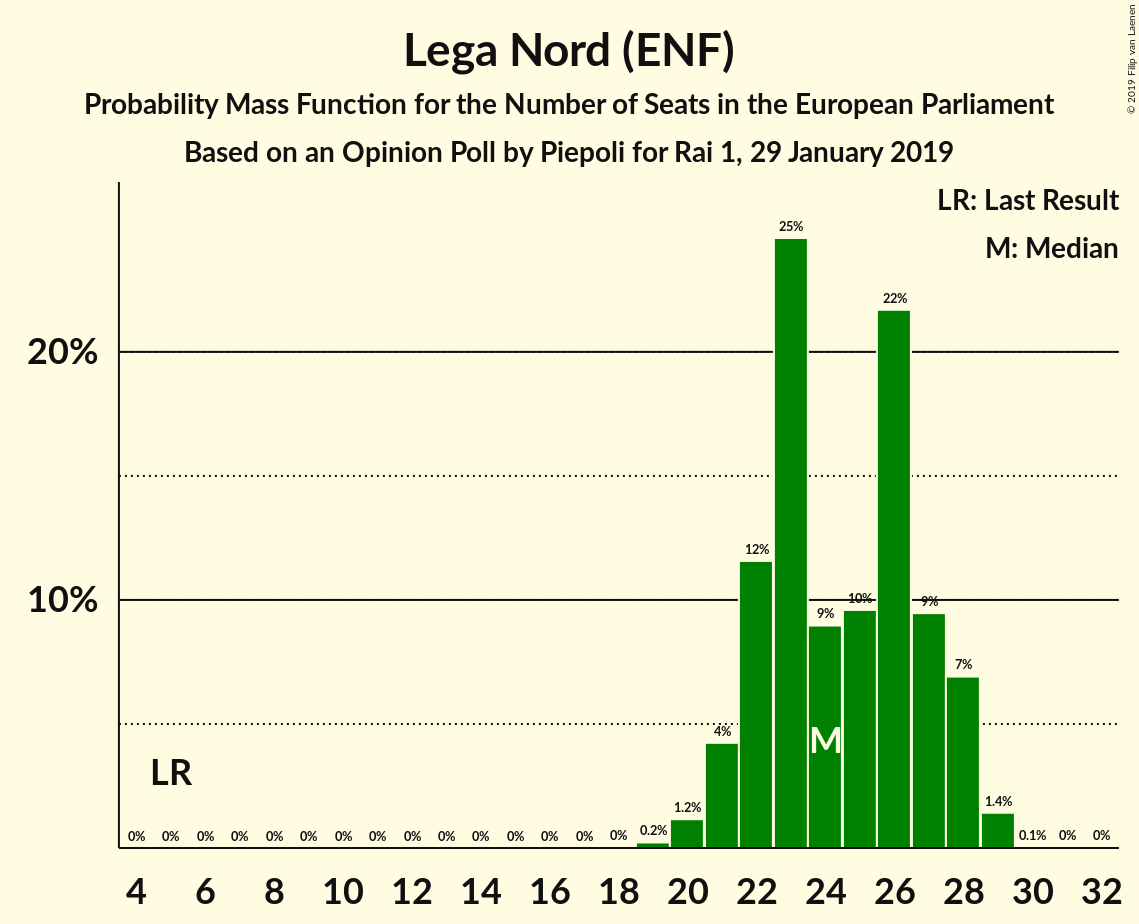 Lega Nord (ENF)
Probability Mass Function for the Number of Seats in the European Parliament
Based on an Opinion Poll by Piepoli for Rai 1, 29 January 2019
© 2019 Filip van Laenen
LR: Last Result
M: Median
25%
22%
20%
12%
10%
10%
9%
9%
7%
4%
M
LR
1.2%
1.4%
0% 0% 0% 0% 0% 0% 0% 0% 0% 0% 0% 0% 0% 0% 0% 0.2% 0.1% 0% 0%
4 6 8 10 12 14 16 18 20 22 24 26 28 30 32